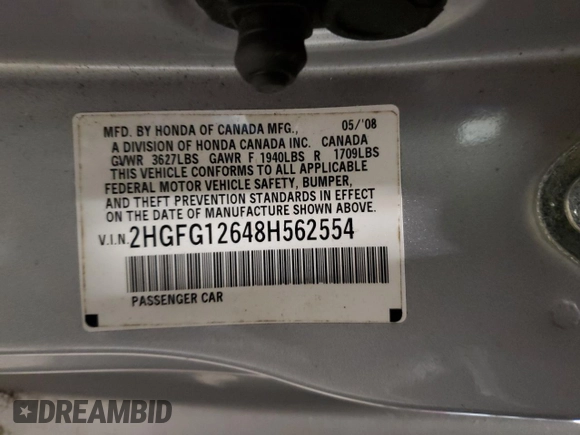 MFD. BY HONDA OF CANADA MFG., 05/'08
A DIVISION OF HONDA CANADA INC. CANADA
GVWR 3627LBS GAWR F 1940LBS R 1709LBS
THIS VEHICLE CONFORMS TO ALL APPLICABLE
FEDERAL MOTOR VEHICLE SAFETY, BUMPER,
AND THEFT PREVENTION STANDARDS IN EFFECT
ON THE DATE OF MANUFACTURE SHOWN ABOVE.
V.I.N. 2HGFG12648H562554
PASSENGER CAR
DREAMBID